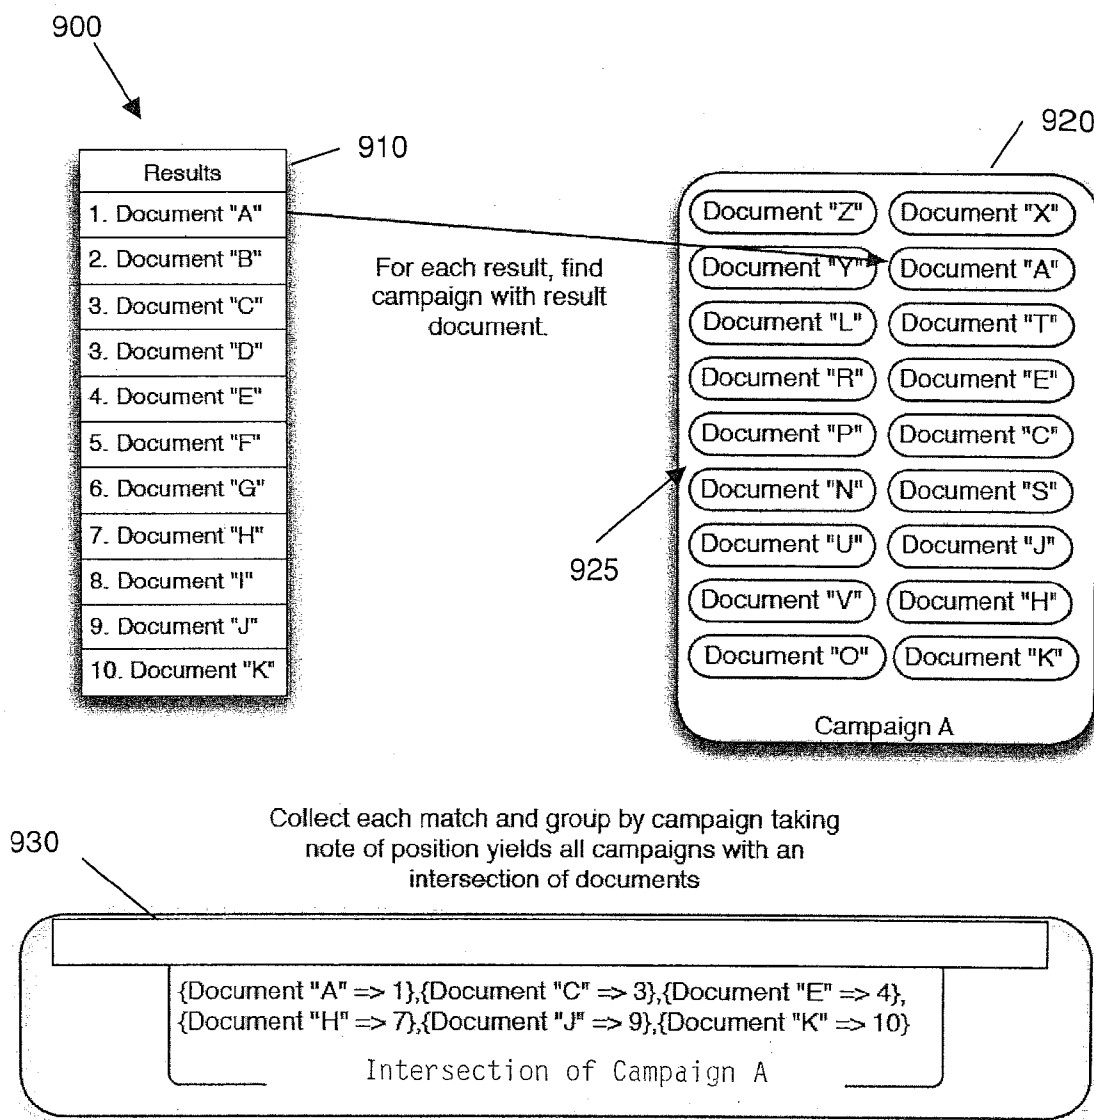 900
910
Results
1. Document "A"
2. Document "B"
3. Document "C"
3. Document "D"
4. Document "E"
5. Document "F"
6. Document "G"
7. Document "H"
8. Document "I"
9. Document "J"
10. Document "K"
For each result, find
campaign with result
document.
920
Document "Z" Document "X"
Document "Y" Document "A"
Document "L" Document "T"
Document "R" Document "E"
Document "P" Document "C"
Document "N" Document "S"
Document "U" Document "J"
Document "V" Document "H"
Document "O" Document "K"
Campaign A
925
930
Collect each match and group by campaign taking
note of position yields all campaigns with an
intersection of documents
{Document "A" => 1},{Document "C" => 3},{Document "E" => 4},
{Document "H" => 7},{Document "J" => 9},{Document "K" => 10}
Intersection of Campaign A